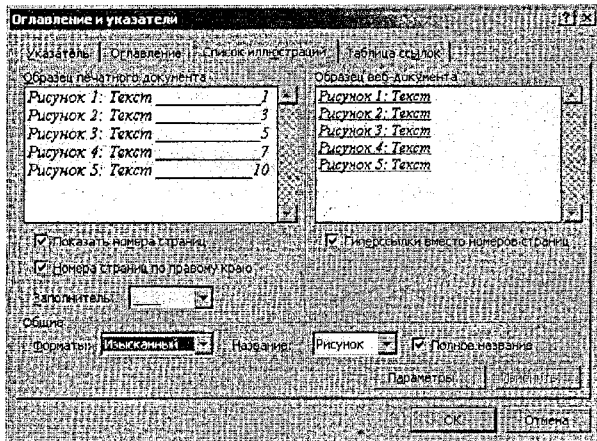 Оглавление и указатели
Указатель Оглавление Список иллюстраций Таблица ссылок
Образец печатного документа Образец веб-документа
Рисунок 1: Текст 1 Рисунок 1: Текст
Рисунок 2: Текст 3 Рисунок 2: Текст
Рисунок 3: Текст 5 Рисунок 3: Текст
Рисунок 4: Текст 7 Рисунок 4: Текст
Рисунок 5: Текст 10 Рисунок 5: Текст
Показать номера страниц Гиперссылки вместо номеров страниц
Номера страниц по правому краю
Заполнитель:
Общие
Форматы: Изысканный Название: Рисунок Полное название
Параметры... Изменить...
ОК Отмена